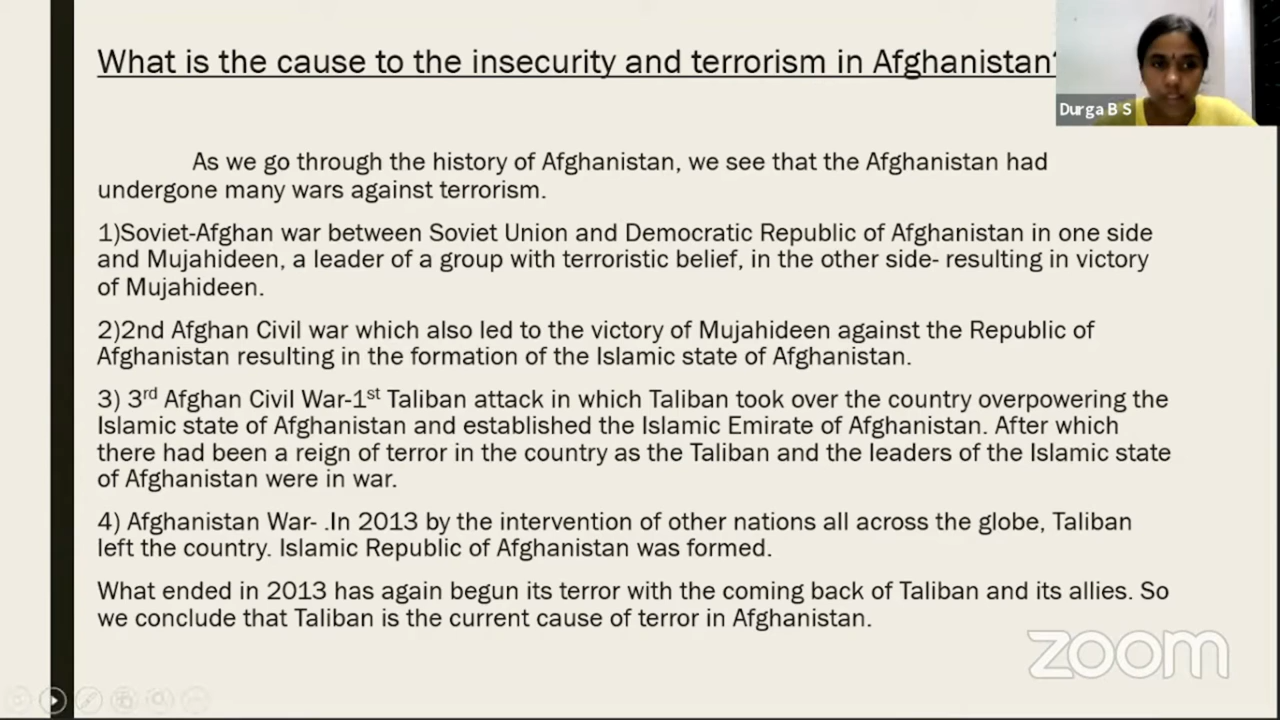 What is the cause to the insecurity and terrorism in Afghanistan?
Durga B S
As we go through the history of Afghanistan, we see that the Afghanistan had
undergone many wars against terrorism.
1)Soviet-Afghan war between Soviet Union and Democratic Republic of Afghanistan in one side
and Mujahideen, a leader of a group with terroristic belief, in the other side- resulting in victory
of Mujahideen.
2)2nd Afghan Civil war which also led to the victory of Mujahideen against the Republic of
Afghanistan resulting in the formation of the Islamic state of Afghanistan.
3) 3rd Afghan Civil War-1st Taliban attack in which Taliban took over the country overpowering the
Islamic state of Afghanistan and established the Islamic Emirate of Afghanistan. After which
there had been a reign of terror in the country as the Taliban and the leaders of the Islamic state
of Afghanistan were in war.
4) Afghanistan War- .In 2013 by the intervention of other nations all across the globe, Taliban
left the country. Islamic Republic of Afghanistan was formed.
What ended in 2013 has again begun its terror with the coming back of Taliban and its allies. So
we conclude that Taliban is the current cause of terror in Afghanistan.
zoom